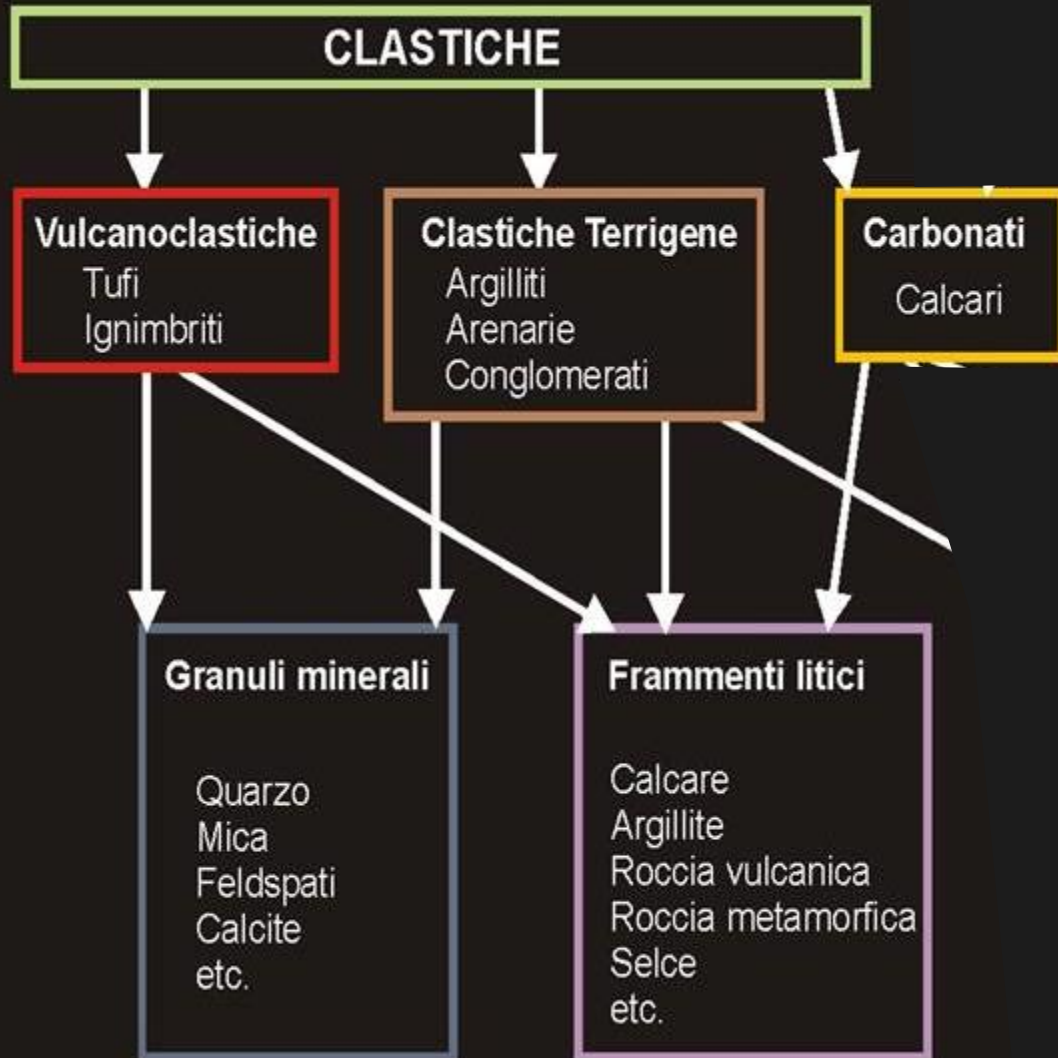 CLASTICHE
Vulcanoclastiche
Tufi
Ignimbriti
Clastiche Terrigene
Argilliti
Arenarie
Conglomerati
Carbonati
Calcari
Granuli minerali
Quarzo
Mica
Feldspati
Calcite
etc.
Frammenti litici
Calcare
Argillite
Roccia vulcanica
Roccia metamorfica
Selce
etc.